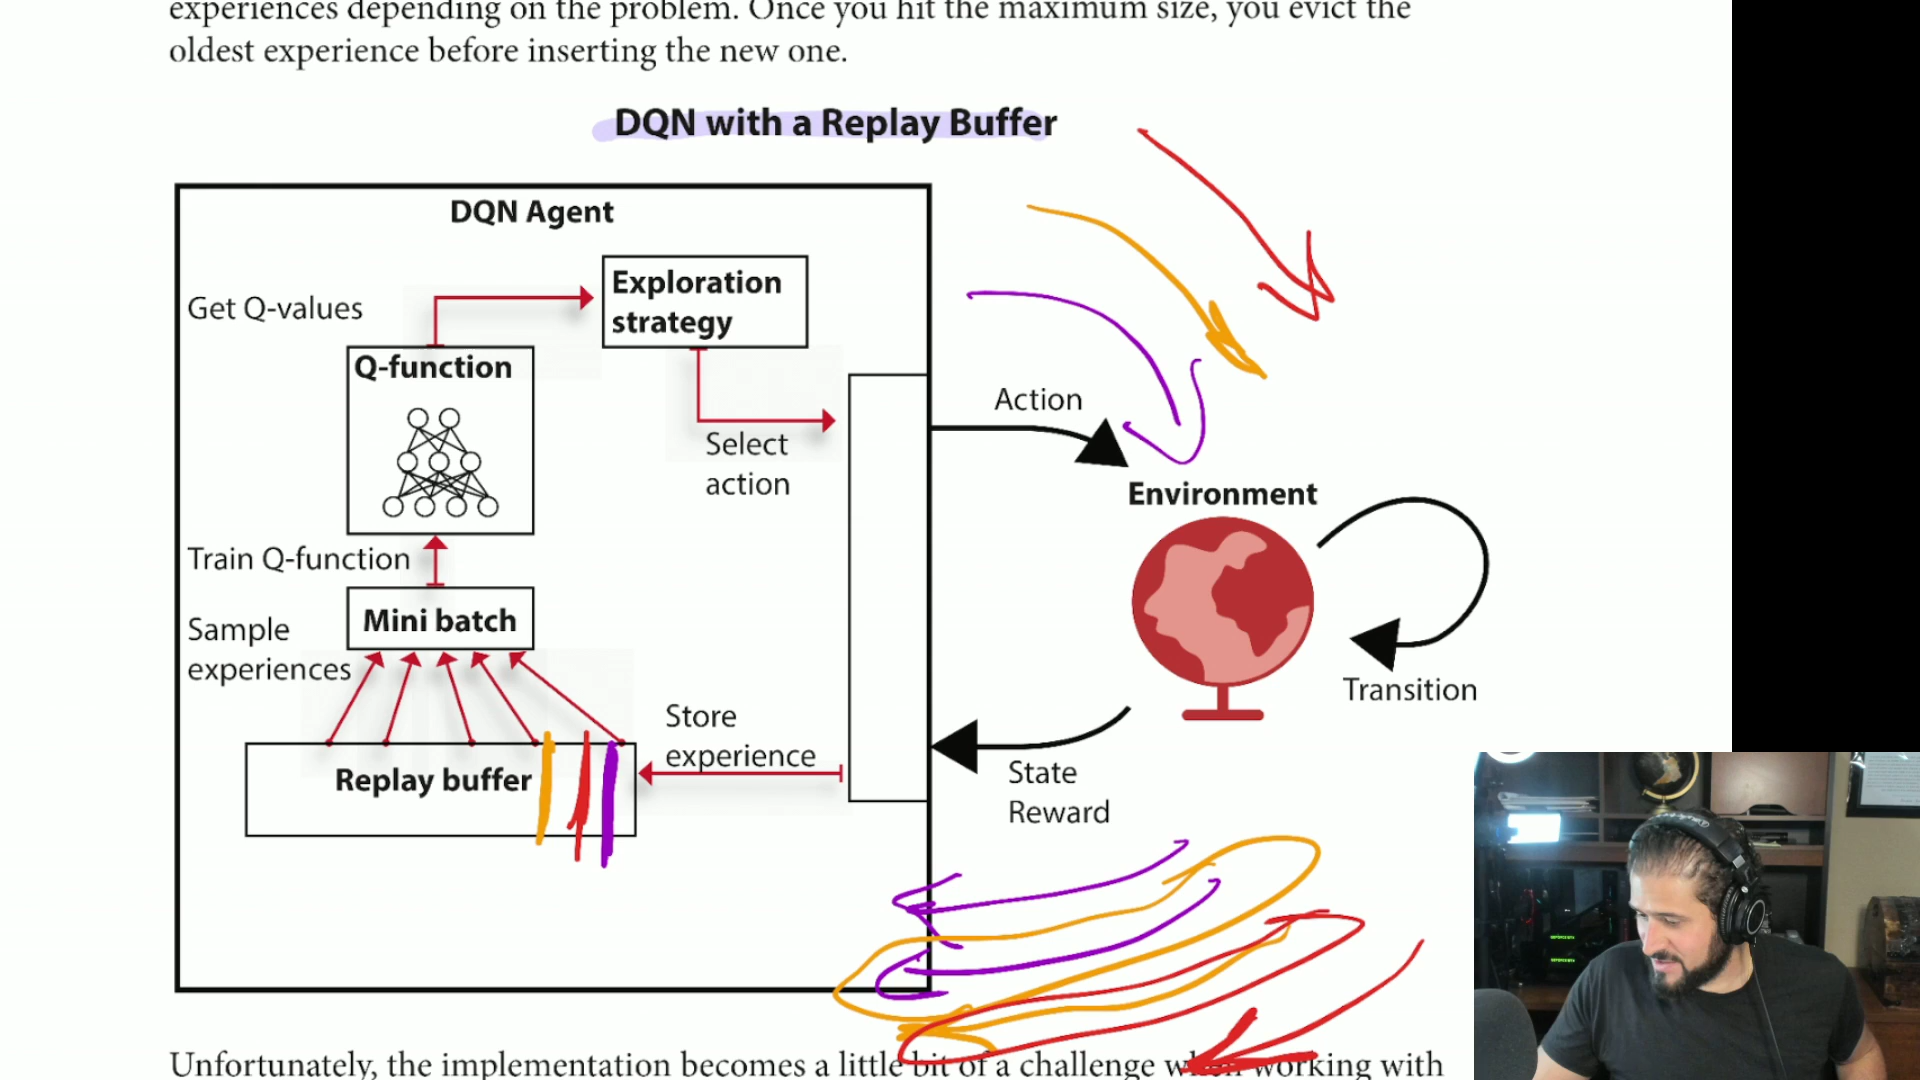 experiences depending on the problem. Once you hit the maximum size, you evict the
oldest experience before inserting the new one.
DQN with a Replay Buffer
DQN Agent
Get Q-values
Exploration
strategy
Q-function
Select
action
Action
Environment
Train Q-function
Mini batch
Sample
experiences
Transition
Store
experience
Replay buffer
State
Reward
Unfortunately, the implementation becomes a little bit of a challenge when working with